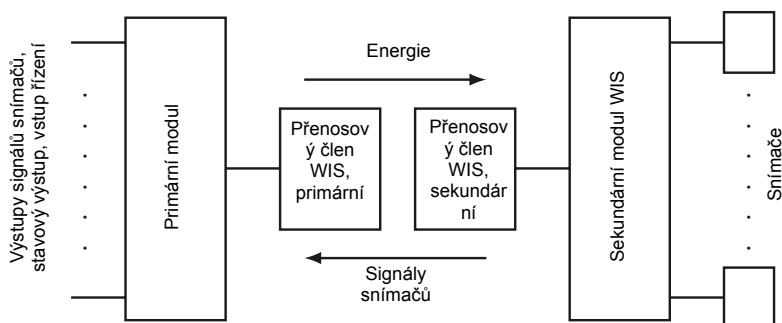 Výstupy signálů snímačů,
stavový výstup, vstup řízení
Primární modul
Energie
Přenosov
ý člen
WIS,
primární
Přenosov
ý člen
WIS,
sekundár
ní
Signály
snímačů
Sekundární modul WIS
Snímače